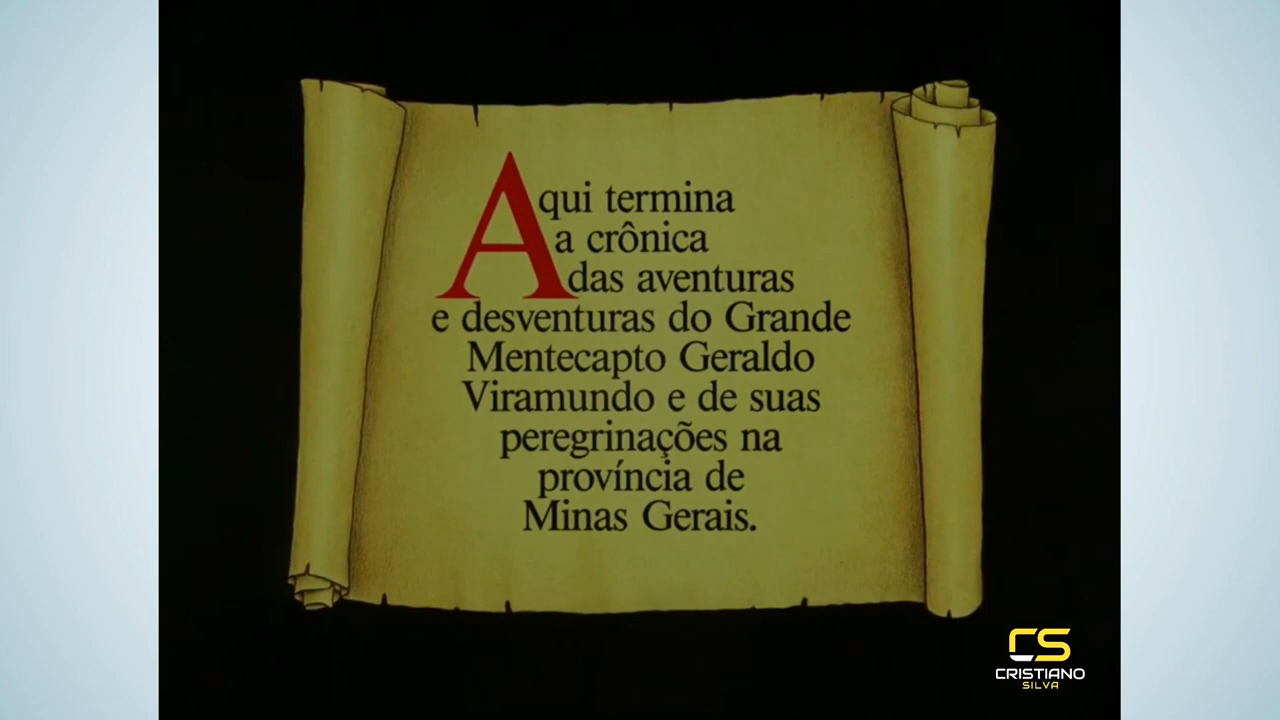 Aqui termina
a crônica
das aventuras
e desventuras do Grande
Mentecapto Geraldo
Viramundo e de suas
peregrinações na
província de
Minas Gerais.
CS
CRISTIANO
SILVA